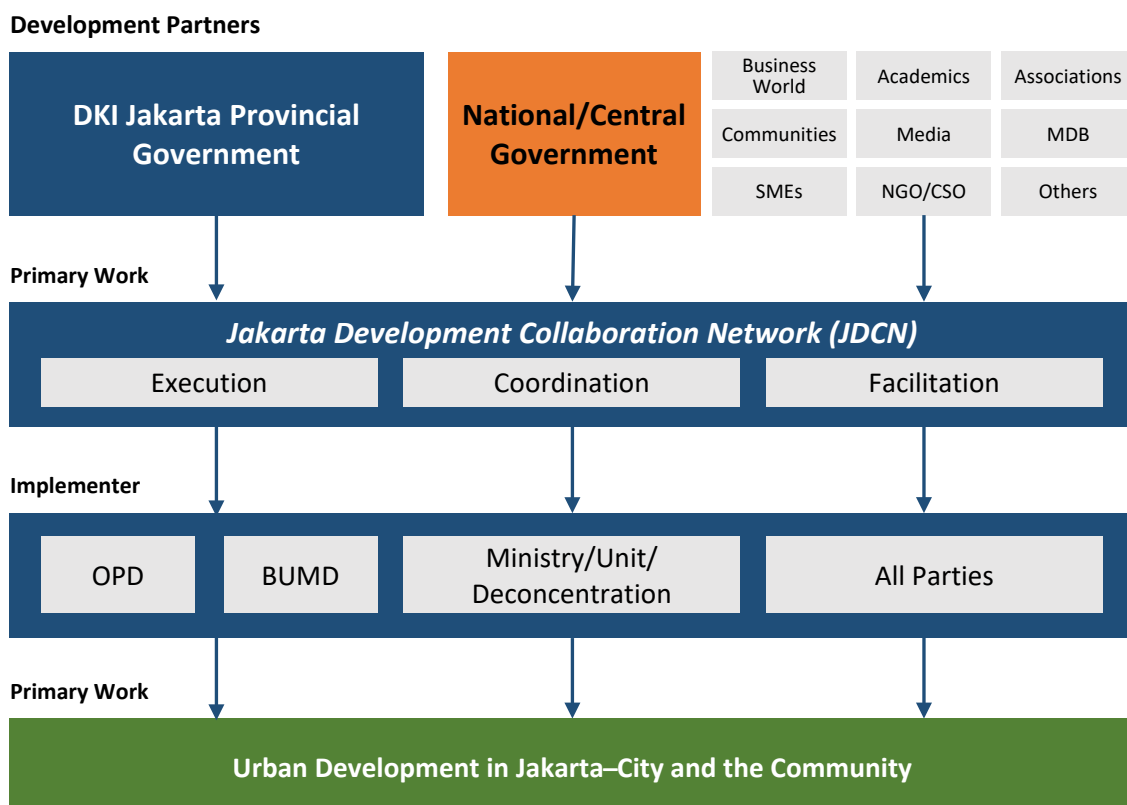 Development Partners
DKI Jakarta Provincial
Government
National/Central
Government
Business
World
Academics
Associations
Communities
Media
MDB
SMEs
NGO/CSO
Others
Primary Work
Jakarta Development Collaboration Network (JDCN)
Execution
Coordination
Facilitation
Implementer
OPD
BUMD
Ministry/Unit/
Deconcentration
All Parties
Primary Work
Urban Development in Jakarta–City and the Community